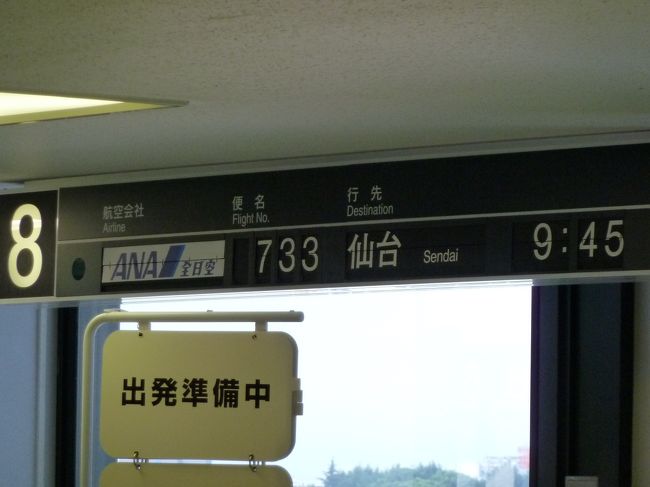 8
航空会社 便名 行先
Airline Flight No. Destination
ANA 全日空 733 仙台 Sendai 9:45
出発準備中